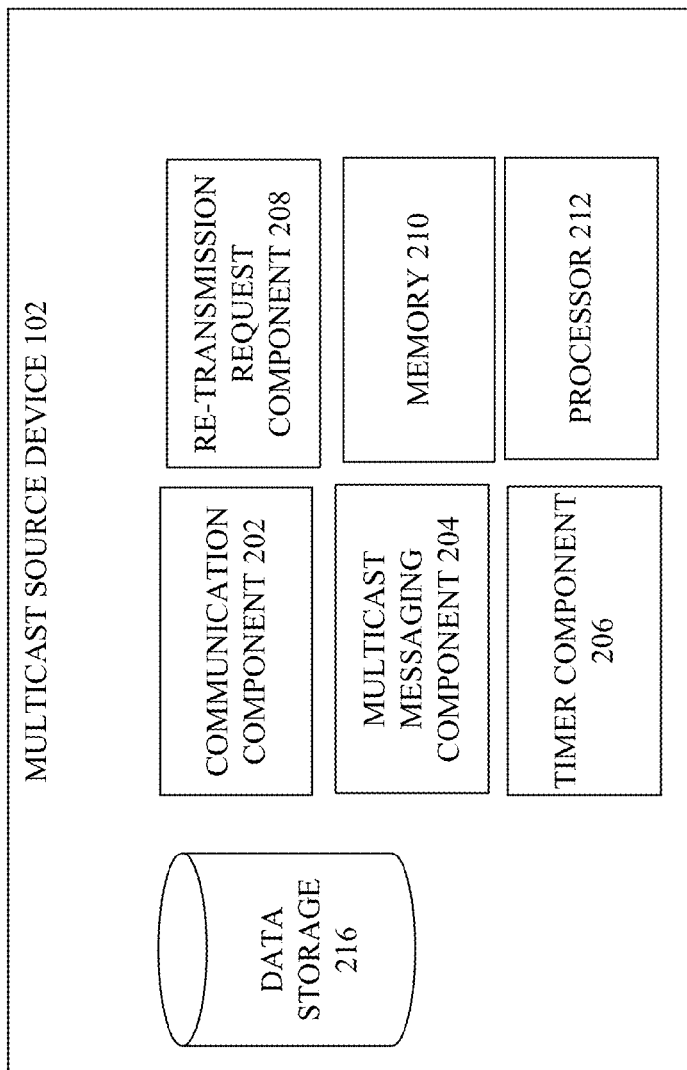 MULTICAST SOURCE DEVICE 102
DATA
STORAGE
216
COMMUNICATION
COMPONENT 202
MULTICAST
MESSAGING
COMPONENT 204
TIMER COMPONENT
206
RE-TRANSMISSION
REQUEST
COMPONENT 208
MEMORY 210
PROCESSOR 212